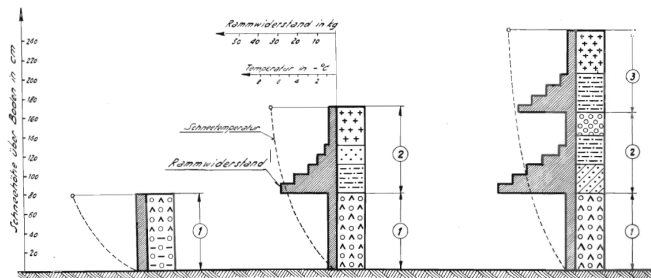 Schneehöhe über Boden in cm
240
220
200
180
160
140
120
100
80
60
40
20
Rammwiderstand in kg
50 40 30 20 10
Temperatur in -°C
8 6 4 2
Schneetemperatur
Rammwiderstand
1
2
1
3
2
1